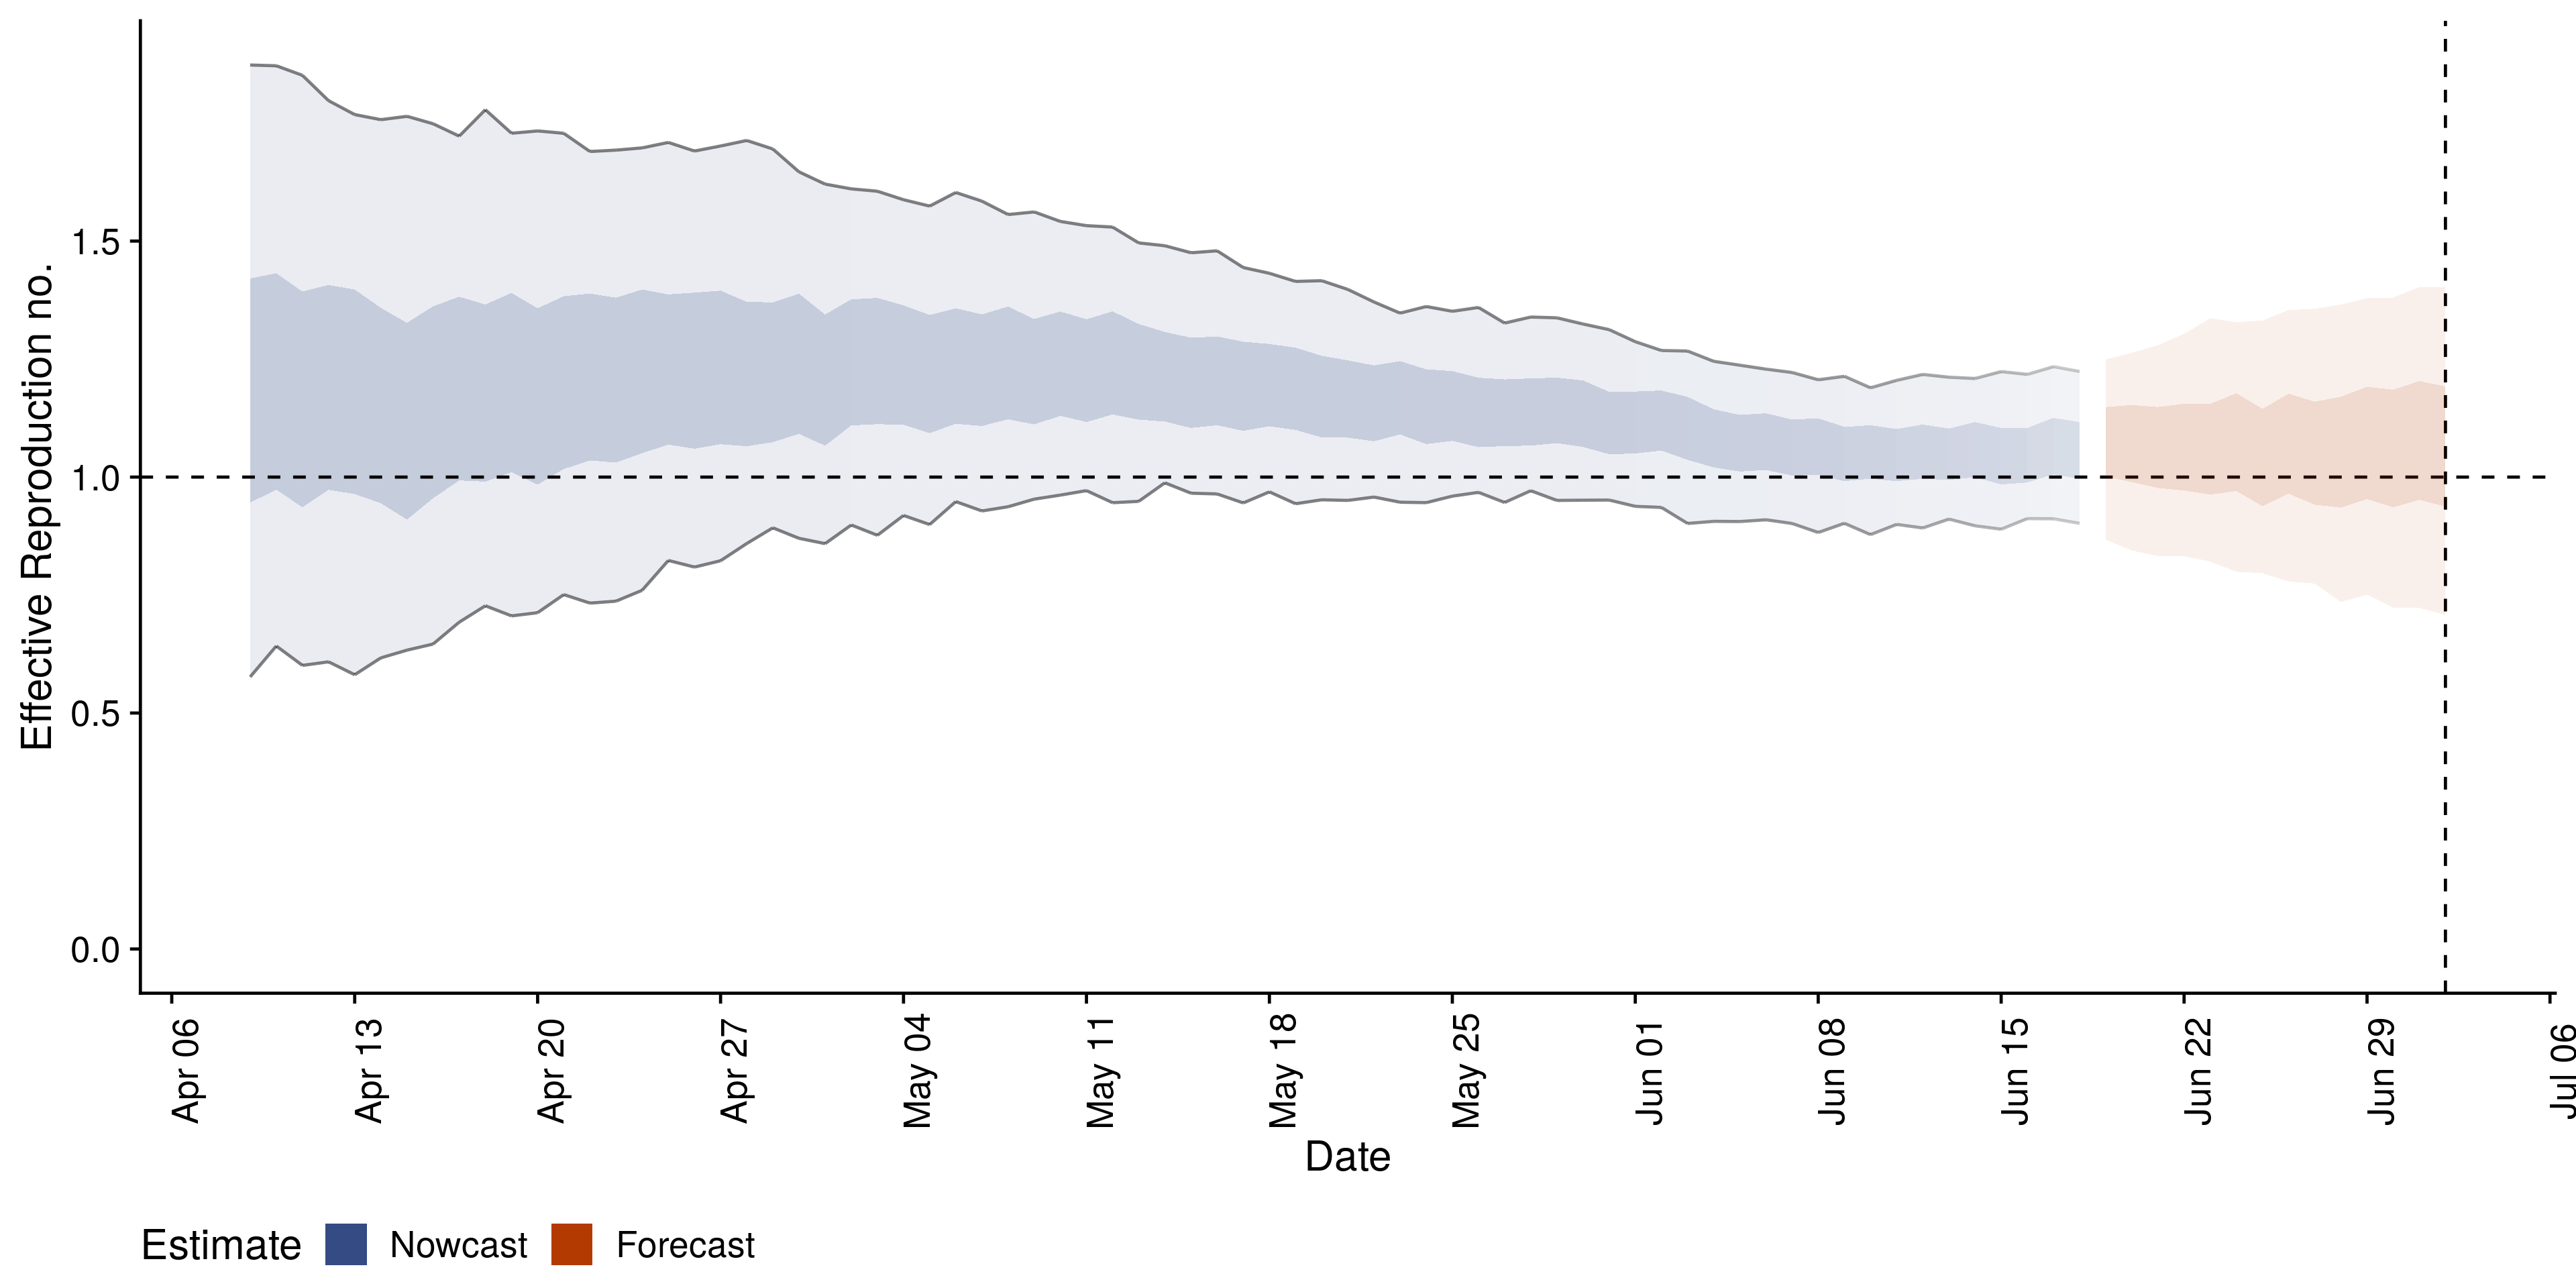 Effective Reproduction no.
1.5
1.0
0.5
0.0
Apr 06
Apr 13
Apr 20
Apr 27
May 04
May 11
May 18
May 25
Jun 01
Jun 08
Jun 15
Jun 22
Jun 29
Jul 06
Date
Estimate Nowcast Forecast